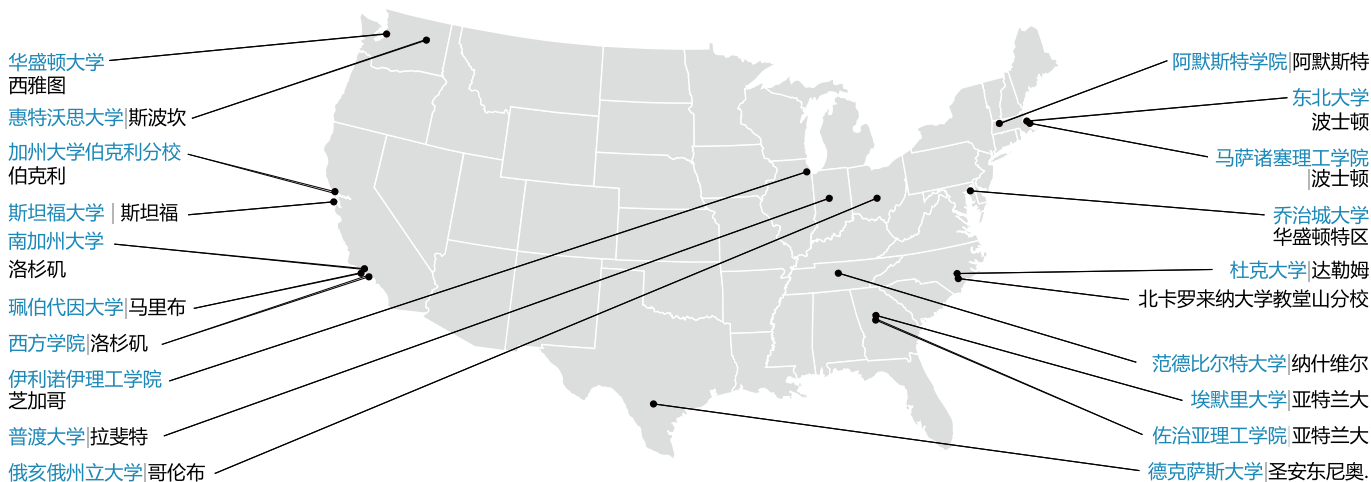 华盛顿大学
西雅图
惠特沃思大学|斯波坎
加州大学伯克利分校
伯克利
斯坦福大学 | 斯坦福
南加州大学
洛杉矶
珮伯代因大学|马里布
西方学院|洛杉矶
伊利诺伊理工学院
芝加哥
普渡大学|拉斐特
俄亥俄州立大学|哥伦布
阿默斯特学院|阿默斯特
东北大学
波士顿
马萨诸塞理工学院
|波士顿
乔治城大学
华盛顿特区
杜克大学|达勒姆
北卡罗来纳大学教堂山分校
范德比尔特大学|纳什维尔
埃默里大学|亚特兰大
佐治亚理工学院|亚特兰大
德克萨斯大学|圣安东尼奥.